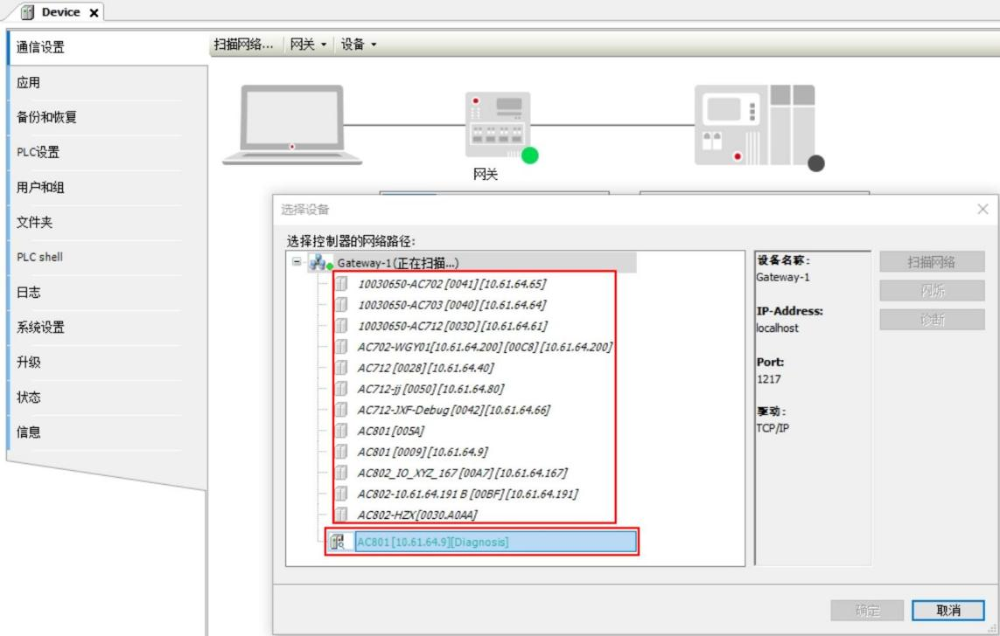 Device
通信设置
应用
备份和恢复
PLC设置
用户和组
文件夹
PLC shell
日志
系统设置
升级
状态
信息
扫描网络... 网关 设备
网关
选择设备
选择控制器的网络路径:
Gateway-1(正在扫描...)
10030650-AC702 [0041] [10.61.64.65]
10030650-AC703 [0040] [10.61.64.64]
10030650-AC712 [003D] [10.61.64.61]
AC702-WGY01[10.61.64.200] [00C8] [10.61.64.200]
AC712 [0028] [10.61.64.40]
AC712-jj [0050] [10.61.64.80]
AC712-JXF-Debug [0042] [10.61.64.66]
AC801 [005A]
AC801 [0009] [10.61.64.9]
AC802_IO_XYZ_167 [00A7] [10.61.64.167]
AC802-10.61.64.191 B [00BF] [10.61.64.191]
AC802-HZX [0030.A0AA]
AC801 [10.61.64.9][Diagnosis]
设备名称:
Gateway-1
IP-Address:
localhost
Port:
1217
驱动:
TCP/IP
扫描网络
闪烁
诊断
确定
取消